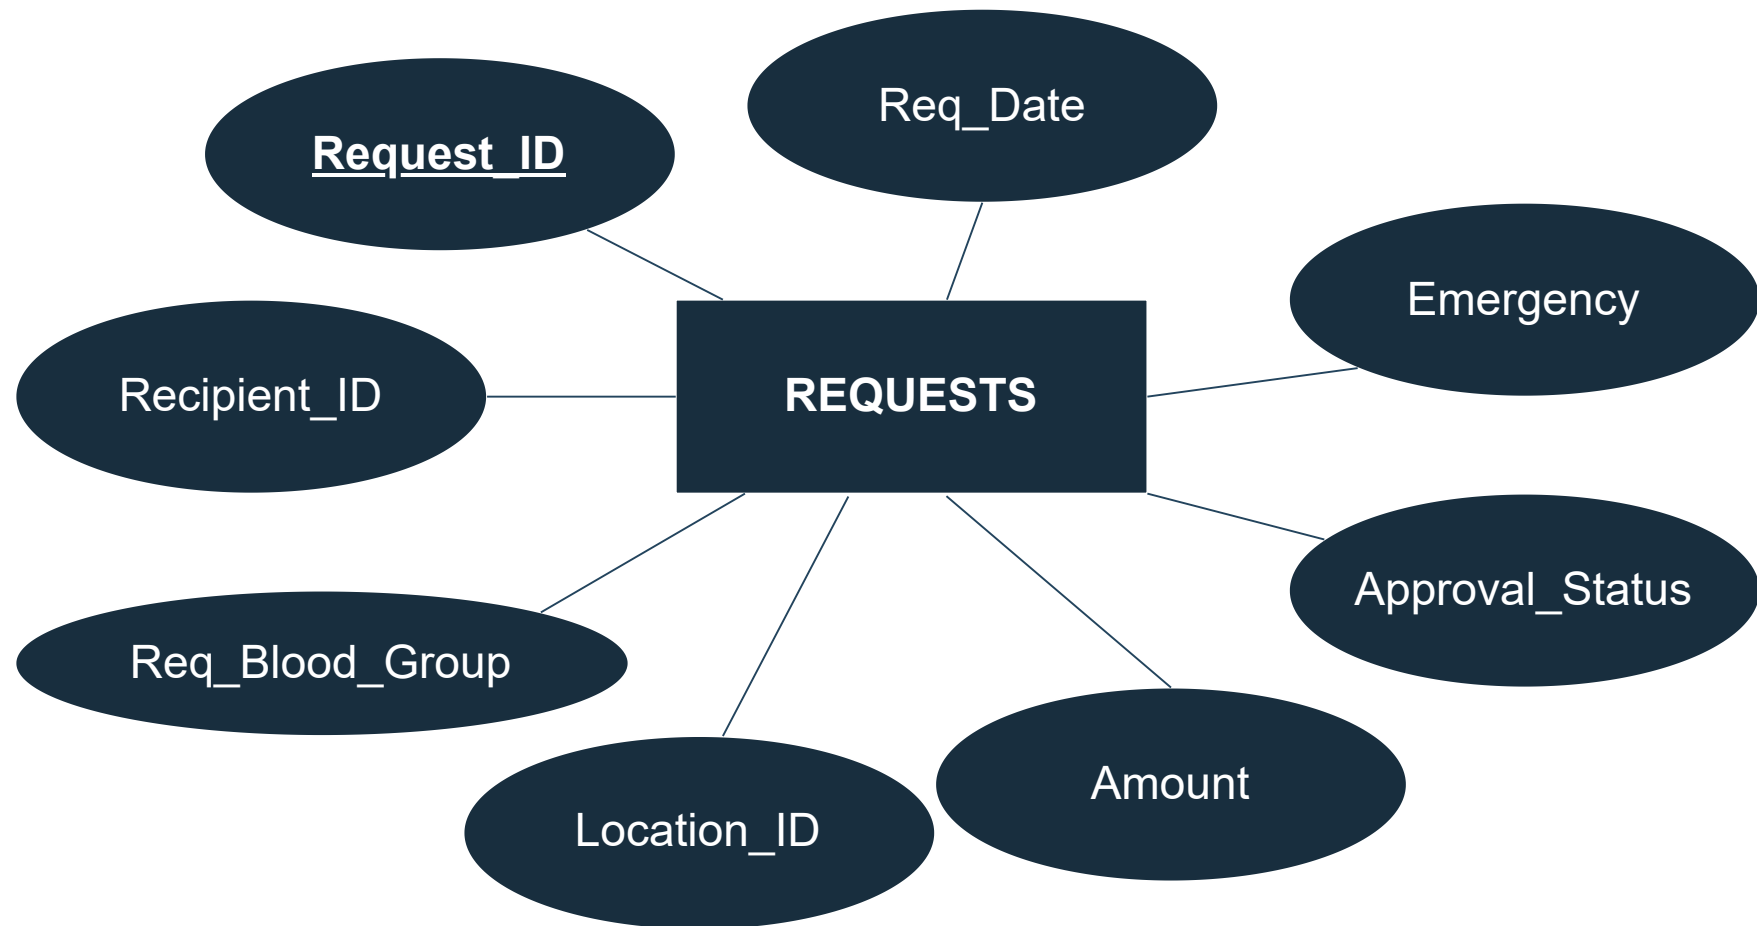 Req_Date
Request_ID
Emergency
Recipient_ID
REQUESTS
Approval_Status
Req_Blood_Group
Amount
Location_ID